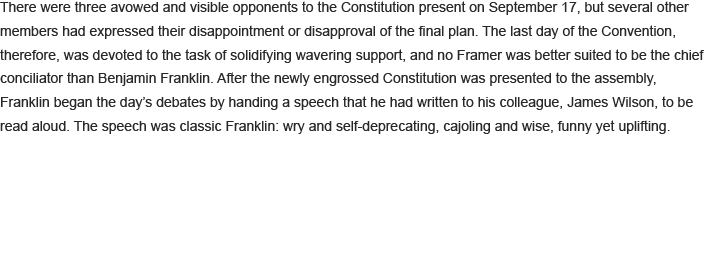 There were three avowed and visible opponents to the Constitution present on September 17, but several other
members had expressed their disappointment or disapproval of the final plan. The last day of the Convention,
therefore, was devoted to the task of solidifying wavering support, and no Framer was better suited to be the chief
conciliator than Benjamin Franklin. After the newly engrossed Constitution was presented to the assembly,
Franklin began the day’s debates by handing a speech that he had written to his colleague, James Wilson, to be
read aloud. The speech was classic Franklin: wry and self-deprecating, cajoling and wise, funny yet uplifting.